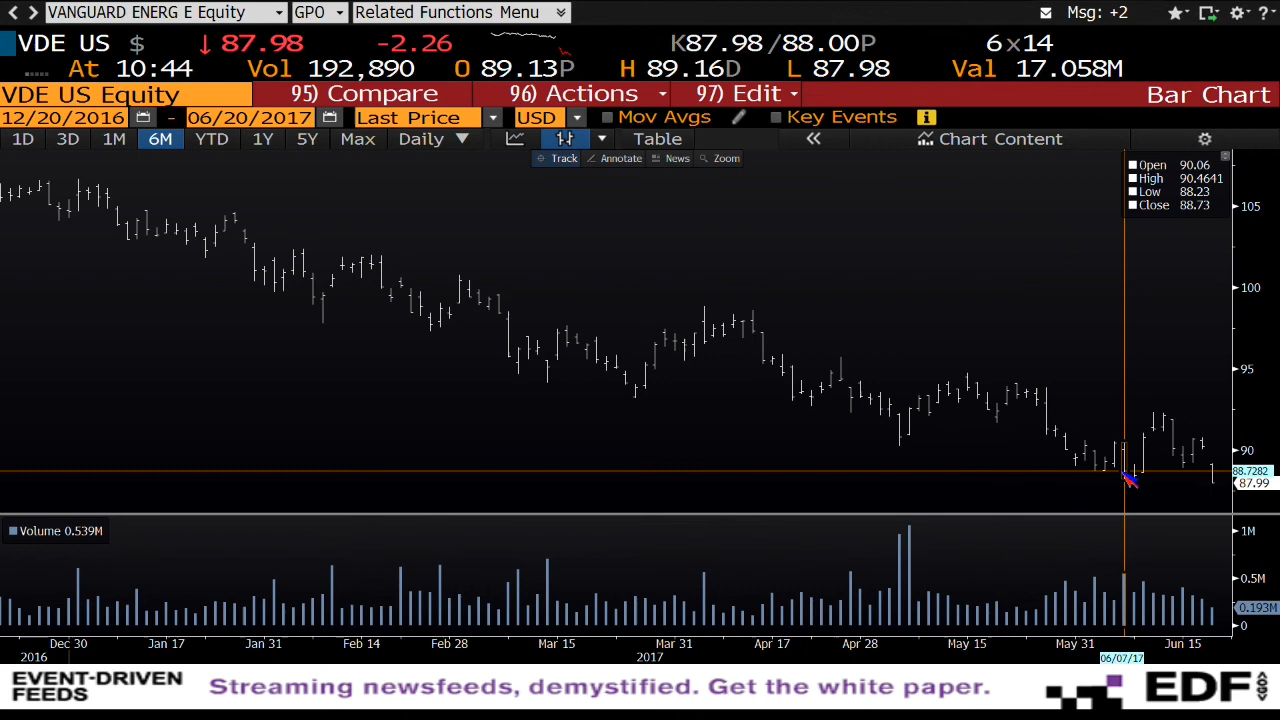 VANGUARD ENERG E Equity GPO Related Functions Menu Msg: +2 ?
VDE US $ ↓ 87.98 -2.26 K87.98 / 88.00P 6 x 14
At 10:44 Vol 192,890 O 89.13P H 89.16D L 87.98 Val 17.058M
VDE US Equity 95) Compare 96) Actions 97) Edit Bar Chart
12/20/2016 - 06/20/2017 Last Price USD Mov Avgs Key Events
1D 3D 1M 6M YTD 1Y 5Y Max Daily Table « Chart Content
Track Annotate News Zoom
Open 90.06
High 90.4641
Low 88.23
Close 88.73
105
100
95
90
88.7282
87.99
Volume 0.539M
1M
0.5M
0.193M
0
Dec 30 Jan 17 Jan 31 Feb 14 Feb 28 Mar 15 Mar 31 Apr 17 Apr 28 May 15 May 31 Jun 15
2016 2017 06/07/17
EVENT-DRIVEN
FEEDS
Streaming newsfeeds, demystified. Get the white paper.
EDF